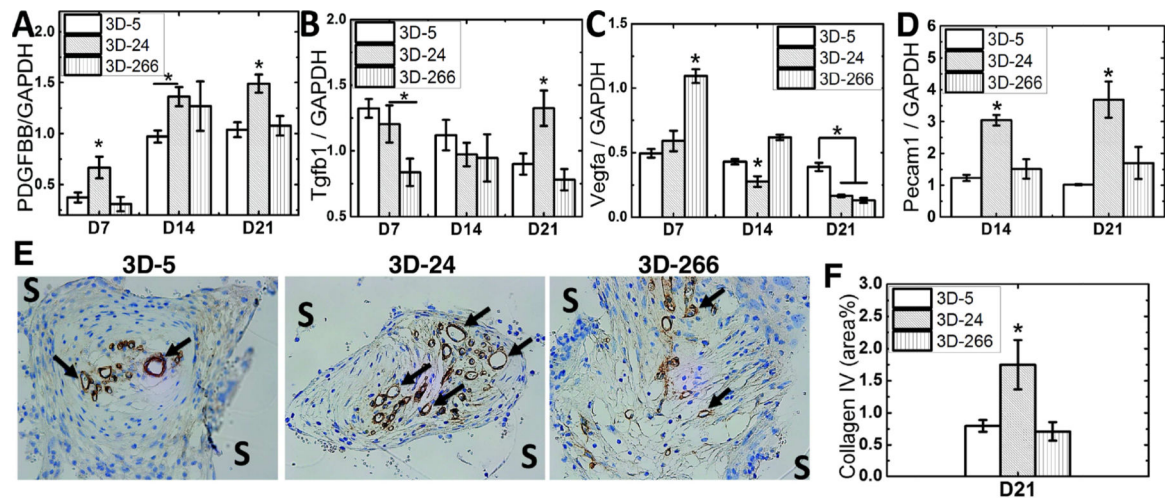 A
PDGFBB/GAPDH
2.0
1.5
1.0
0.5
3D-5
3D-24
3D-266
*
*
*
D7 D14 D21
B
Tgfb1 / GAPDH
2.0
1.5
1.0
0.5
3D-5
3D-24
3D-266
*
*
D7 D14 D21
C
Vegfa / GAPDH
1.5
1.0
0.5
0.0
3D-5
3D-24
3D-266
*
*
*
D7 D14 D21
D
Pecam1 / GAPDH
6
5
4
3
2
1
0
3D-5
3D-24
3D-266
*
*
D14 D21
E
3D-5 3D-24 3D-266
S
S
S
S
S
S
F
Collagen IV (area%)
3.0
2.5
2.0
1.5
1.0
0.5
0.0
3D-5
3D-24
3D-266
*
D21